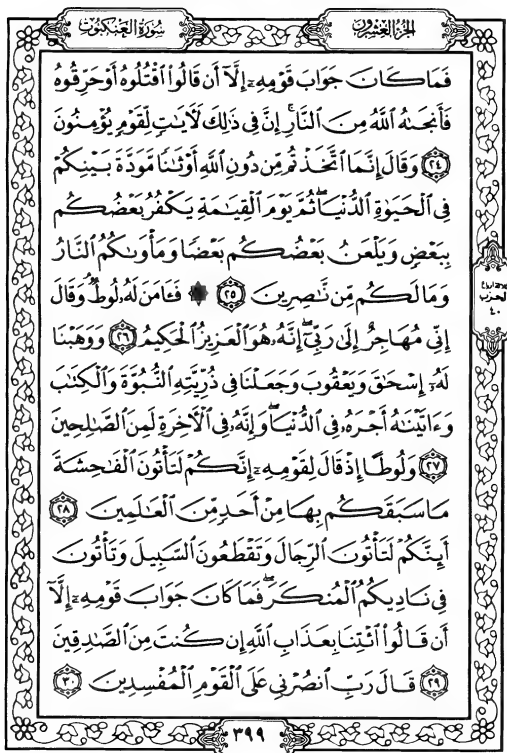 الجزء العشرون
سورة العنكبوت
فَمَا كَانَ جَوَابَ قَوْمِهِۦٓ إِلَّآ أَن قَالُوا۟ ٱقْتُلُوهُ أَوْ حَرِّقُوهُ
فَأَنجَىٰهُ ٱللَّهُ مِنَ ٱلنَّارِ ۚ إِنَّ فِى ذَٰلِكَ لَـَٔايَـٰتٍ لِّقَوْمٍ يُؤْمِنُونَ
٢٤ وَقَالَ إِنَّمَا ٱتَّخَذْتُم مِّن دُونِ ٱللَّهِ أَوْثَـٰنًا مَّوَدَّةَ بَيْنِكُمْ
فِى ٱلْحَيَوٰةِ ٱلدُّنْيَا ۖ ثُمَّ يَوْمَ ٱلْقِيَـٰمَةِ يَكْفُرُ بَعْضُكُم
بِبَعْضٍ وَيَلْعَنُ بَعْضُكُم بَعْضًا وَمَأْوَىٰكُمُ ٱلنَّارُ
وَمَا لَكُم مِّن نَّـٰصِرِينَ ٢٥ ۞ فَـَٔامَنَ لَهُۥ لُوطٌ ۘ وَقَالَ
إِنِّى مُهَاجِرٌ إِلَىٰ رَبِّىٓ ۖ إِنَّهُۥ هُوَ ٱلْعَزِيزُ ٱلْحَكِيمُ ٢٦ وَوَهَبْنَا
لَهُۥٓ إِسْحَـٰقَ وَيَعْقُوبَ وَجَعَلْنَا فِى ذُرِّيَّتِهِ ٱلنُّبُوَّةَ وَٱلْكِتَـٰبَ
وَءَاتَيْنَـٰهُ أَجْرَهُۥ فِى ٱلدُّنْيَا ۖ وَإِنَّهُۥ فِى ٱلْـَٔاخِرَةِ لَمِنَ ٱلصَّـٰلِحِينَ
٢٧ وَلُوطًا إِذْ قَالَ لِقَوْمِهِۦٓ إِنَّكُمْ لَتَأْتُونَ ٱلْفَـٰحِشَةَ
مَا سَبَقَكُم بِهَا مِنْ أَحَدٍ مِّنَ ٱلْعَـٰلَمِينَ ٢٨
أَئِنَّكُمْ لَتَأْتُونَ ٱلرِّجَالَ وَتَقْطَعُونَ ٱلسَّبِيلَ وَتَأْتُونَ
فِى نَادِيكُمُ ٱلْمُنكَرَ ۖ فَمَا كَانَ جَوَابَ قَوْمِهِۦٓ إِلَّآ
أَن قَالُوا۟ ٱئْتِنَا بِعَذَابِ ٱللَّهِ إِن كُنتَ مِنَ ٱلصَّـٰدِقِينَ
٢٩ قَالَ رَبِّ ٱنصُرْنِى عَلَى ٱلْقَوْمِ ٱلْمُفْسِدِينَ ٣٠
الحزب
٤٠
٣٩٩